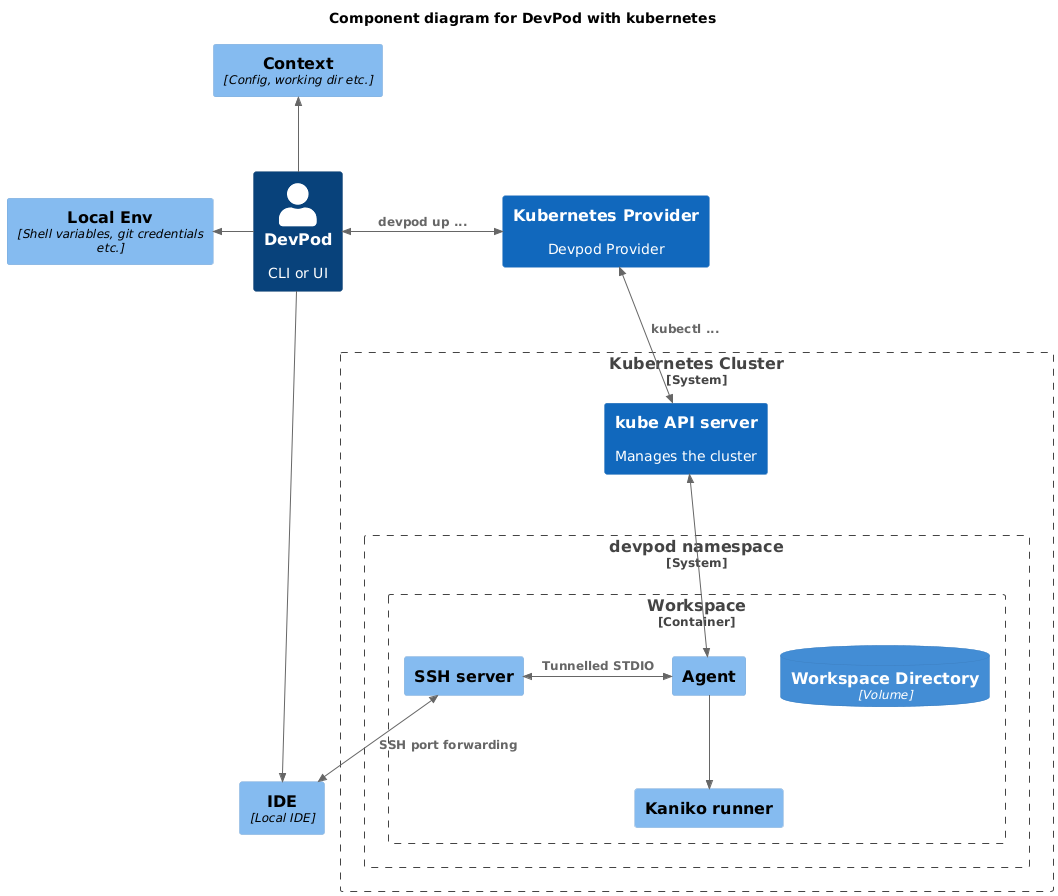 Component diagram for DevPod with kubernetes
Context
[Config, working dir etc.]
Local Env
[Shell variables, git credentials
etc.]
DevPod
CLI or UI
devpod up ...
Kubernetes Provider
Devpod Provider
kubectl ...
Kubernetes Cluster
[System]
kube API server
Manages the cluster
devpod namespace
[System]
Workspace
[Container]
SSH server
Tunnelled STDIO
Agent
Workspace Directory
[Volume]
SSH port forwarding
IDE
[Local IDE]
Kaniko runner